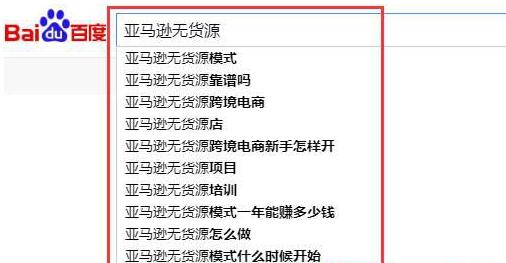 Bai du 百度
亚马逊无货源
亚马逊无货源模式
亚马逊无货源靠谱吗
亚马逊无货源跨境电商
亚马逊无货源店
亚马逊无货源跨境电商新手怎样开
亚马逊无货源项目
亚马逊无货源培训
亚马逊无货源模式一年能赚多少钱
亚马逊无货源怎么做
亚马逊无货源模式什么时候开始